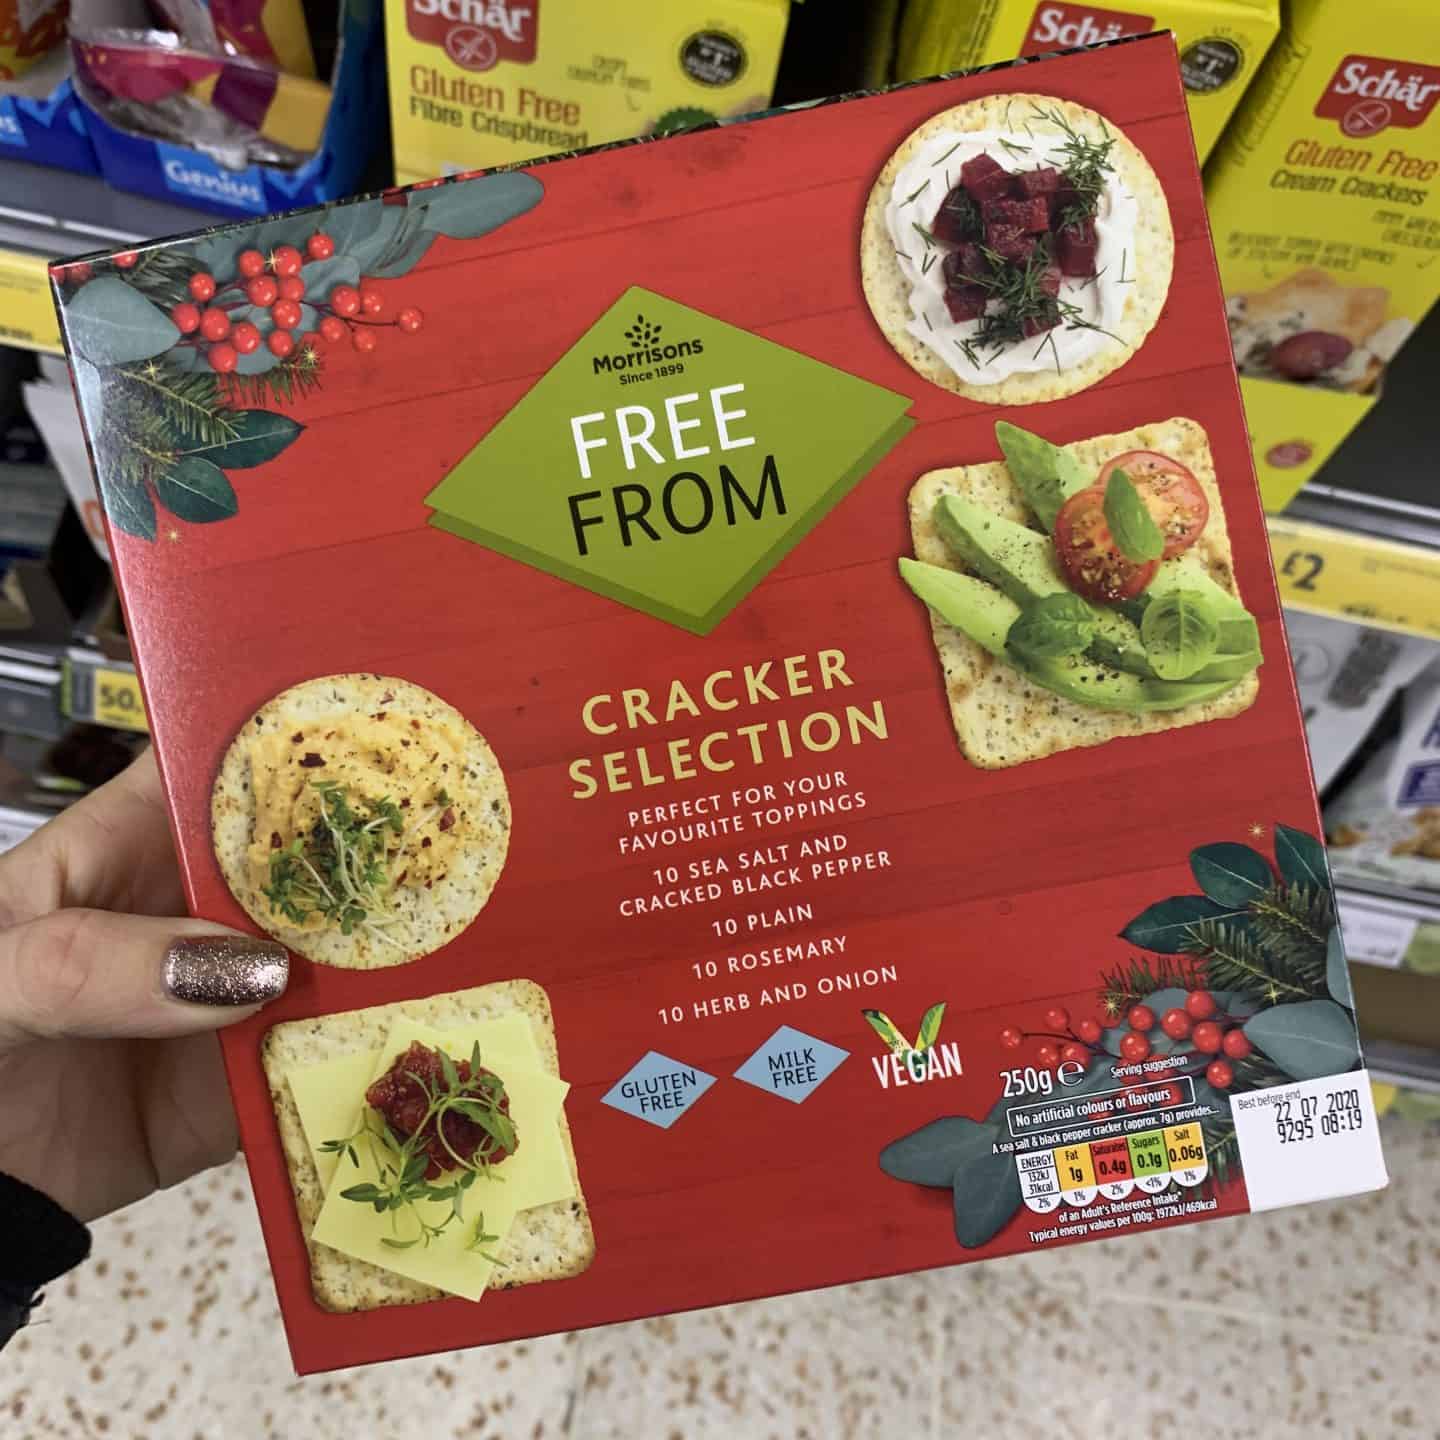 Schär
Gluten Free
Fibre Crispbread
Schär
Schär
Gluten Free
Cream Crackers
Genius
£2
50
Morrisons
Since 1899
FREE
FROM
CRACKER
SELECTION
PERFECT FOR YOUR
FAVOURITE TOPPINGS
10 SEA SALT AND
CRACKED BLACK PEPPER
10 PLAIN
10 ROSEMARY
10 HERB AND ONION
GLUTEN
FREE
MILK
FREE
VEGAN
250g e
Serving suggestion
No artificial colours or flavours
A sea salt & black pepper cracker (approx. 7g) provides...
ENERGY
132kJ
31kcal
2%
Fat
1g
1%
Saturates
0.4g
2%
Sugars
0.1g
<1%
Salt
0.06g
1%
of an Adult's Reference Intake*
Typical energy values per 100g: 1972kJ/469kcal
Best before end
22 07 2020
9295 08:19